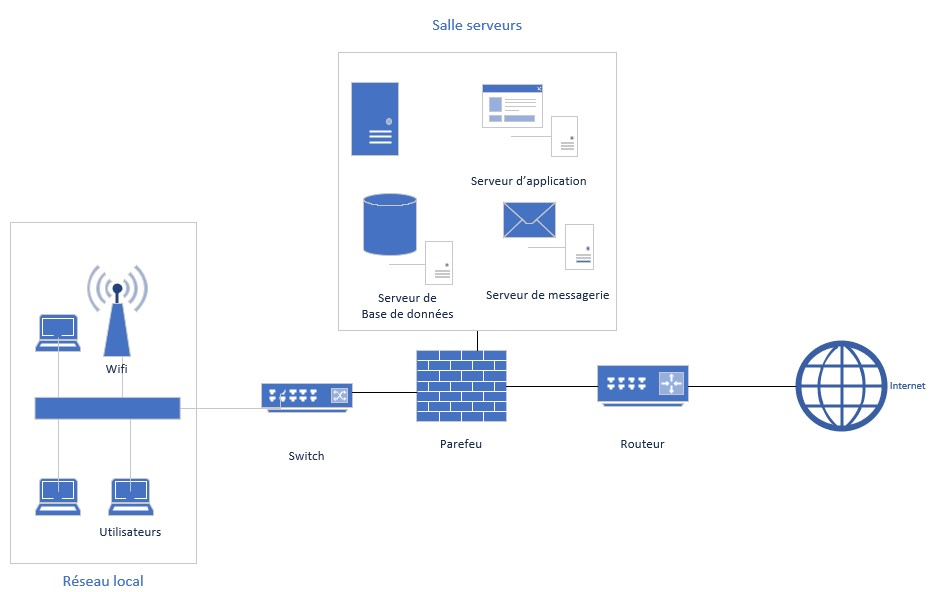 Salle serveurs
Serveur d’application
Serveur de
Base de données
Serveur de messagerie
Wifi
Internet
Parefeu
Routeur
Switch
Utilisateurs
Réseau local